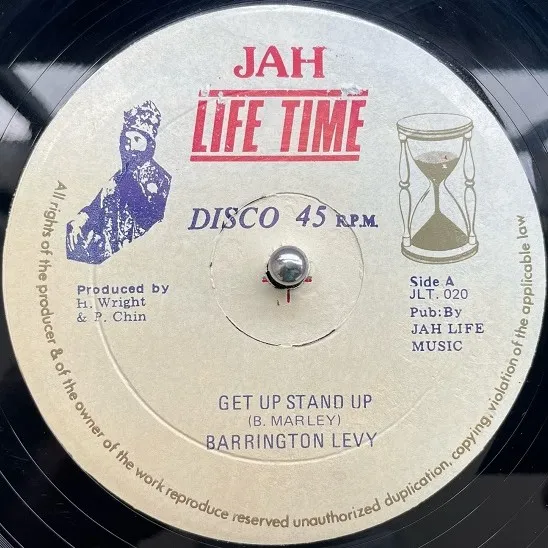 JAH
LIFE TIME
DISCO 45 R.P.M.
Produced by
H. Wright
& P. Chin
Side A
JLT. 020
Pub: By
JAH LIFE
MUSIC
GET UP STAND UP
(B. MARLEY)
BARRINGTON LEVY
All rights of the producer & of the owner of the work reproduce reserved unauthorized duplication, copying, violation of the applicable law